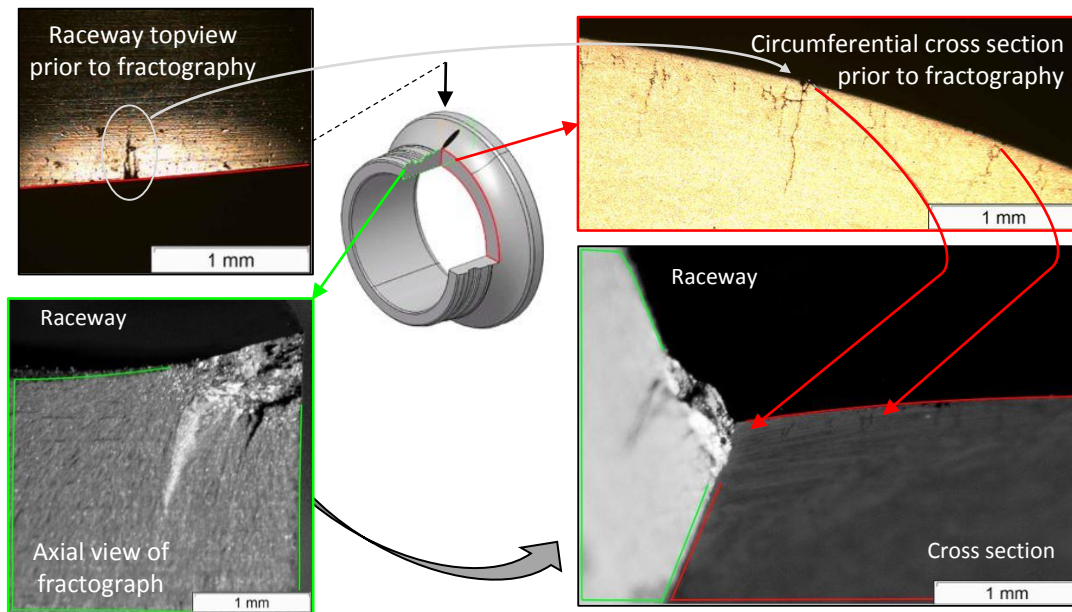 Raceway topview
prior to fractography
1 mm
Circumferential cross section
prior to fractography
1 mm
Raceway
Axial view of
fractograph
1 mm
Raceway
Cross section
1 mm